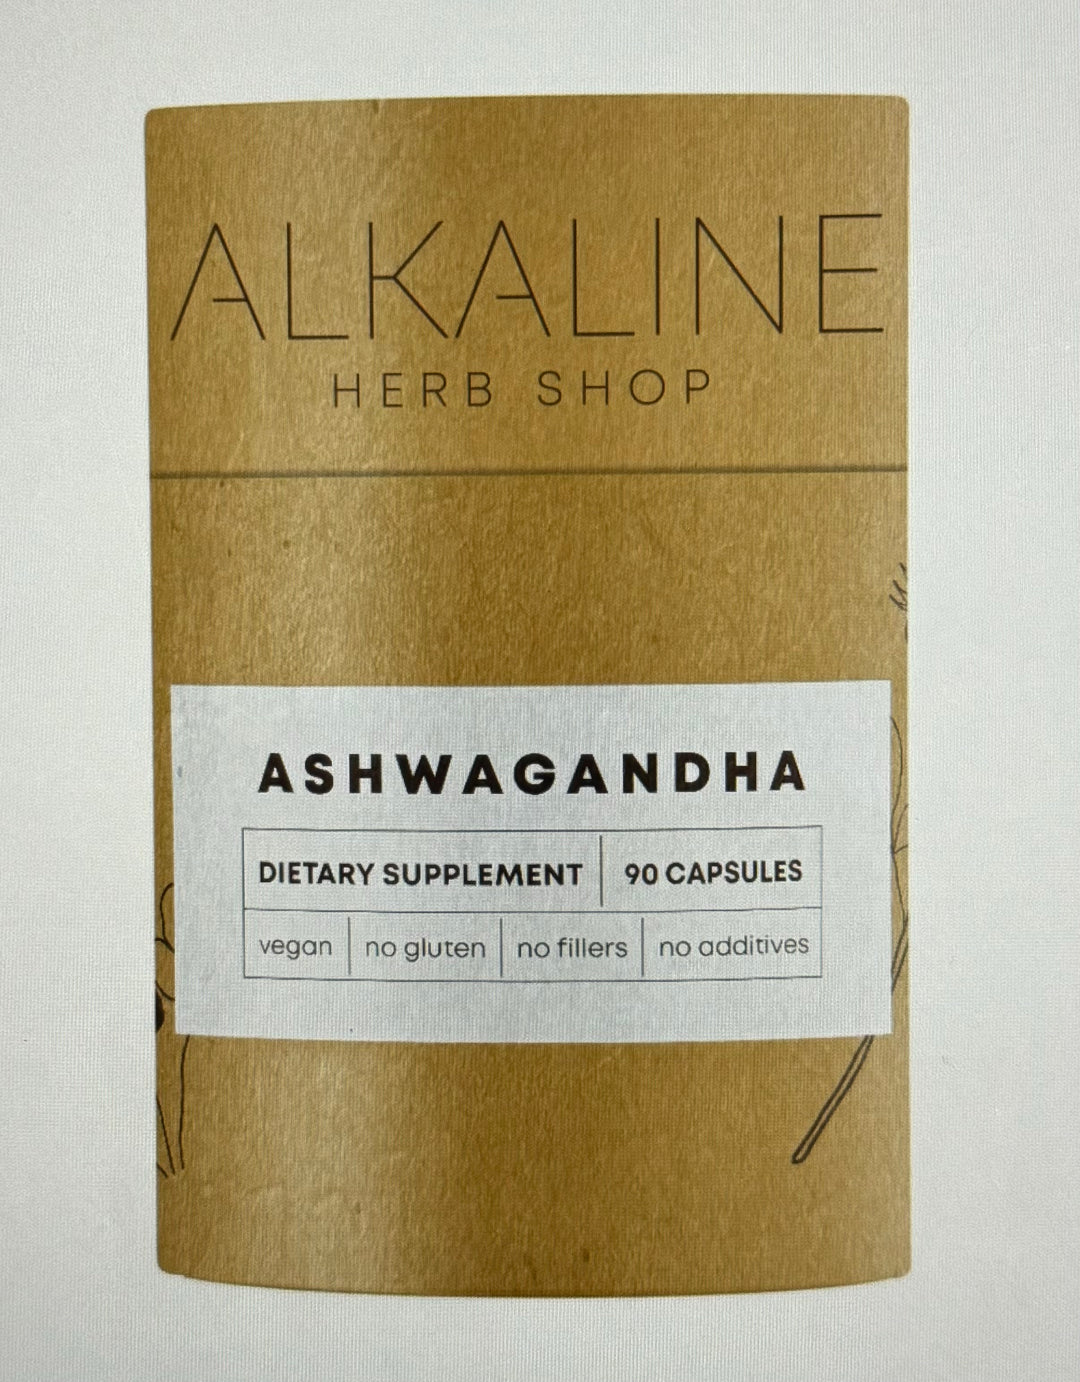 ALKALINE
HERB SHOP
ASHWAGANDHA
DIETARY SUPPLEMENT | 90 CAPSULES
vegan | no gluten | no fillers | no additives